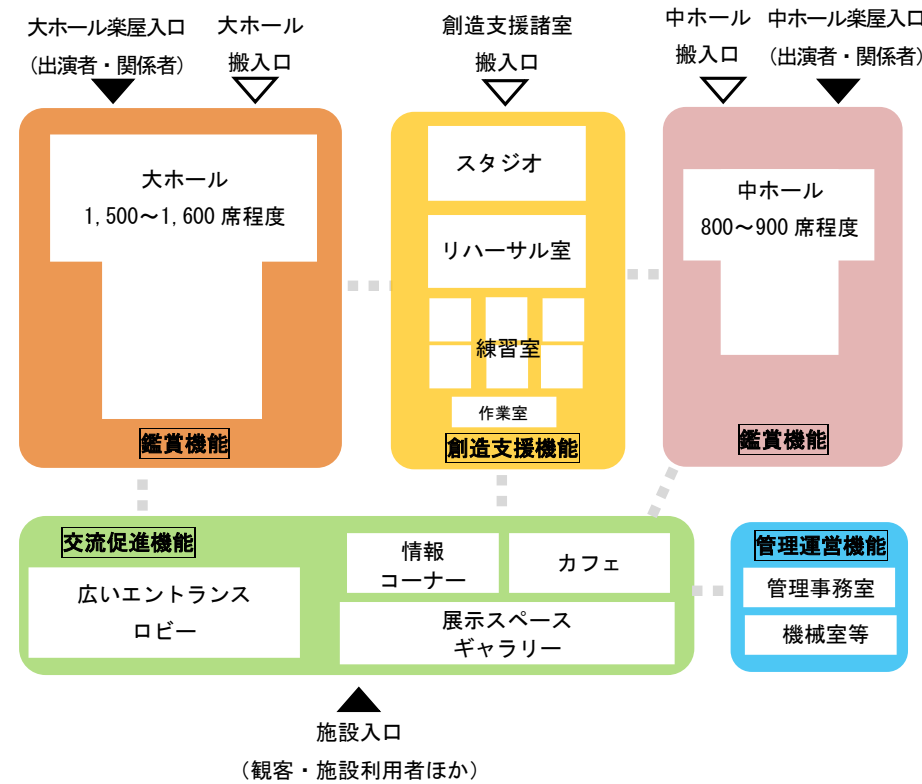 大ホール楽屋入口
(出演者・関係者)
大ホール
搬入口
創造支援諸室
搬入口
中ホール
搬入口
中ホール楽屋入口
(出演者・関係者)
大ホール
1,500～1,600 席程度
鑑賞機能
スタジオ
リハーサル室
練習室
作業室
創造支援機能
中ホール
800～900 席程度
鑑賞機能
交流促進機能
広いエントランス
ロビー
情報
コーナー
カフェ
展示スペース
ギャラリー
管理運営機能
管理事務室
機械室等
施設入口
(観客・施設利用者ほか)